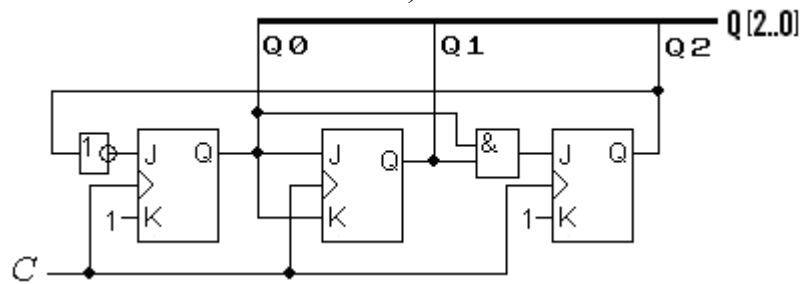 Q [2..0]
Q0 Q1 Q2
1 J Q J Q & J Q
1 K K 1 K
C